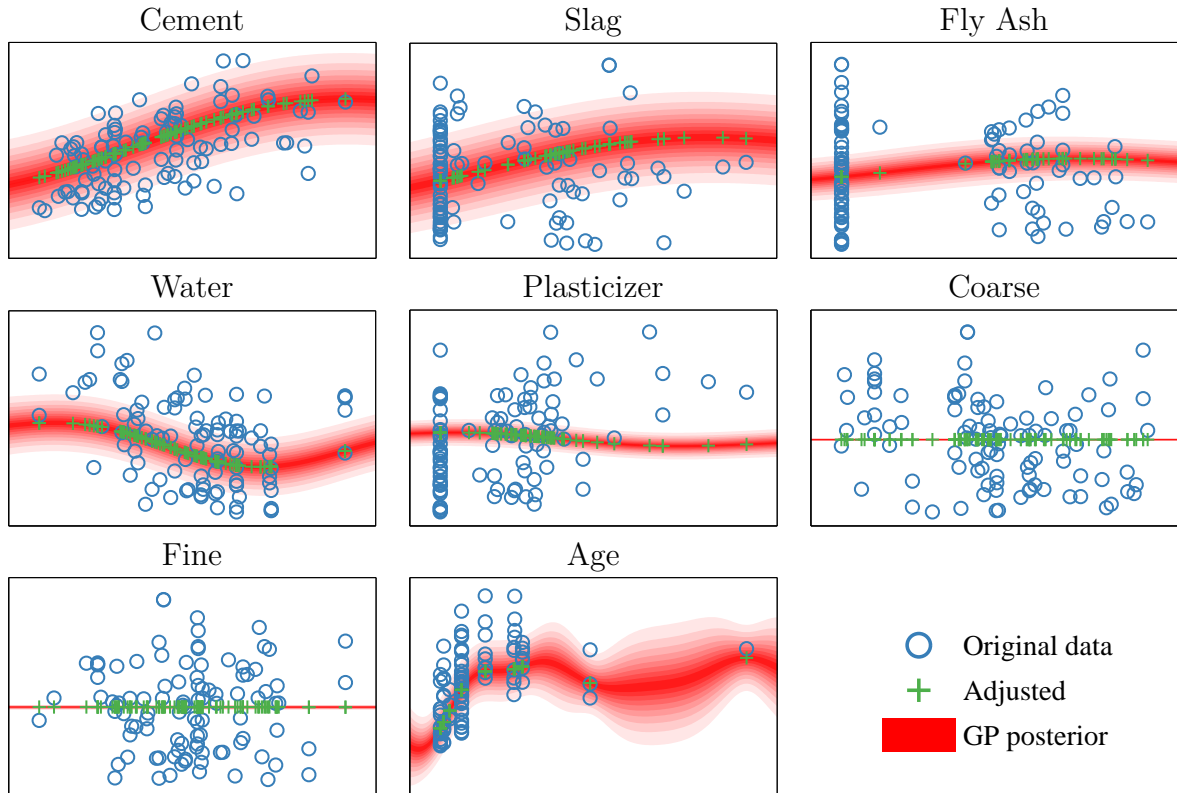 Cement
Slag
Fly Ash
Water
Plasticizer
Coarse
Fine
Age
Original data
Adjusted
GP posterior